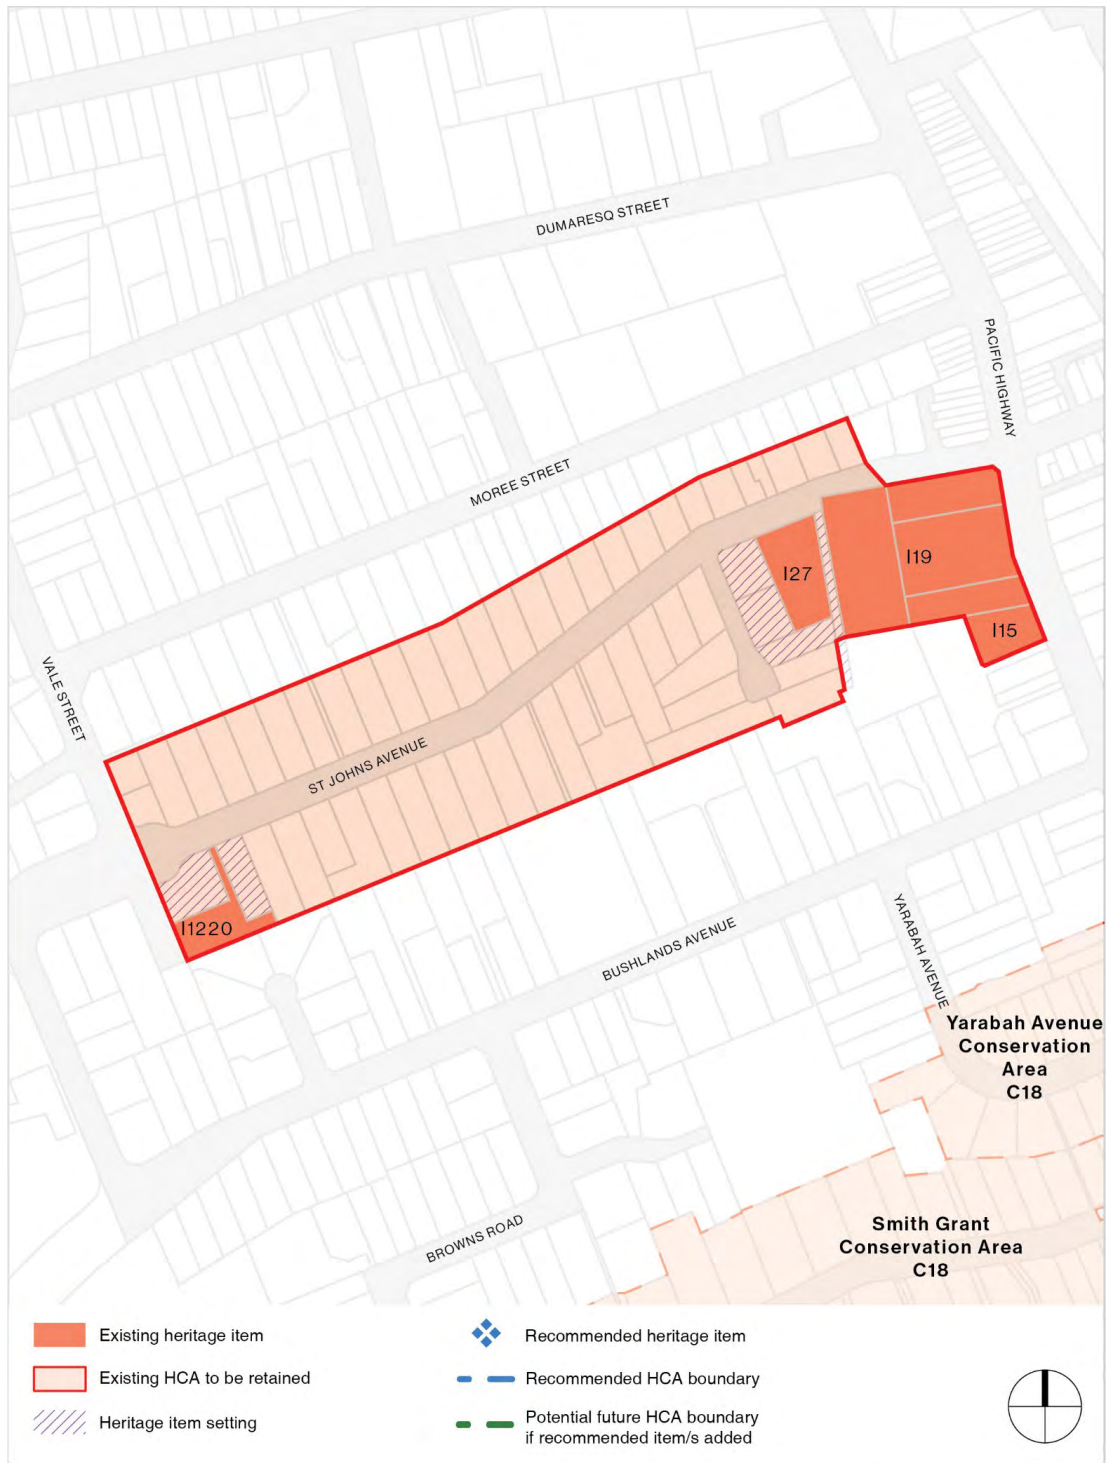 DUMARESQ STREET
PACIFIC HIGHWAY
MOREE STREET
I19
I27
I15
VALE STREET
ST JOHNS AVENUE
I1220
YARABAH AVENUE
BUSHLANDS AVENUE
Yarabah Avenue
Conservation
Area
C18
Smith Grant
Conservation Area
C18
BROWNS ROAD
Existing heritage item
Existing HCA to be retained
Heritage item setting
Recommended heritage item
Recommended HCA boundary
Potential future HCA boundary
if recommended item/s added